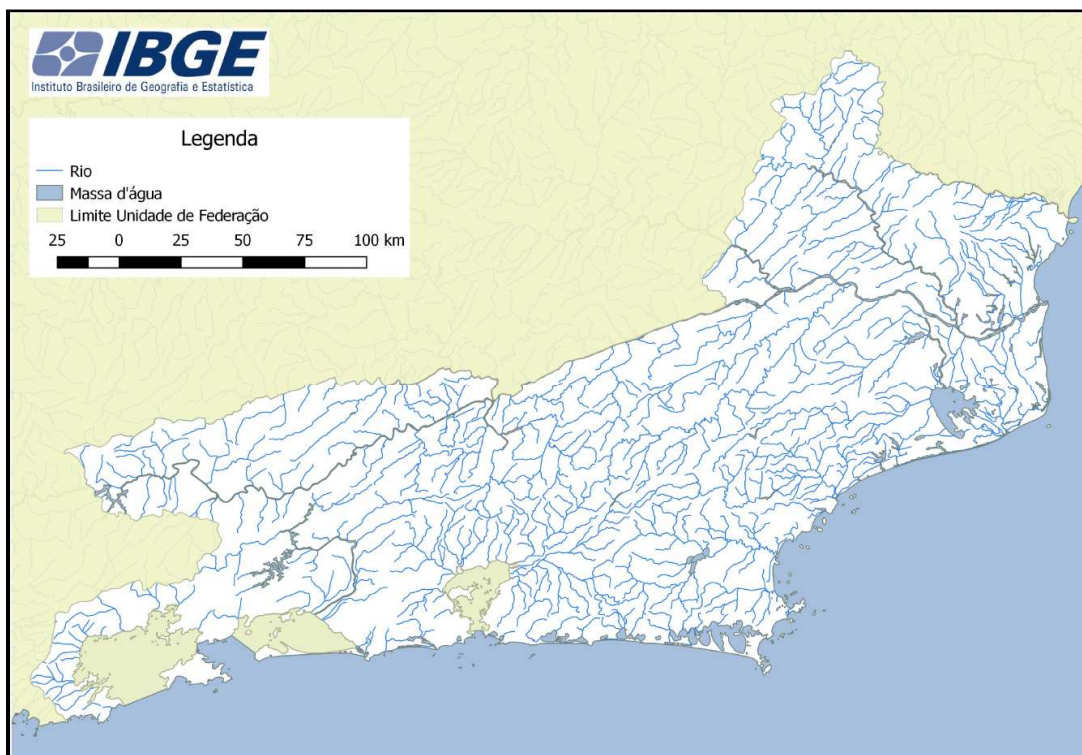 IBGE
Instituto Brasileiro de Geografia e Estatística
Legenda
Rio
Massa d'água
Limite Unidade de Federação
25 0 25 50 75 100 km